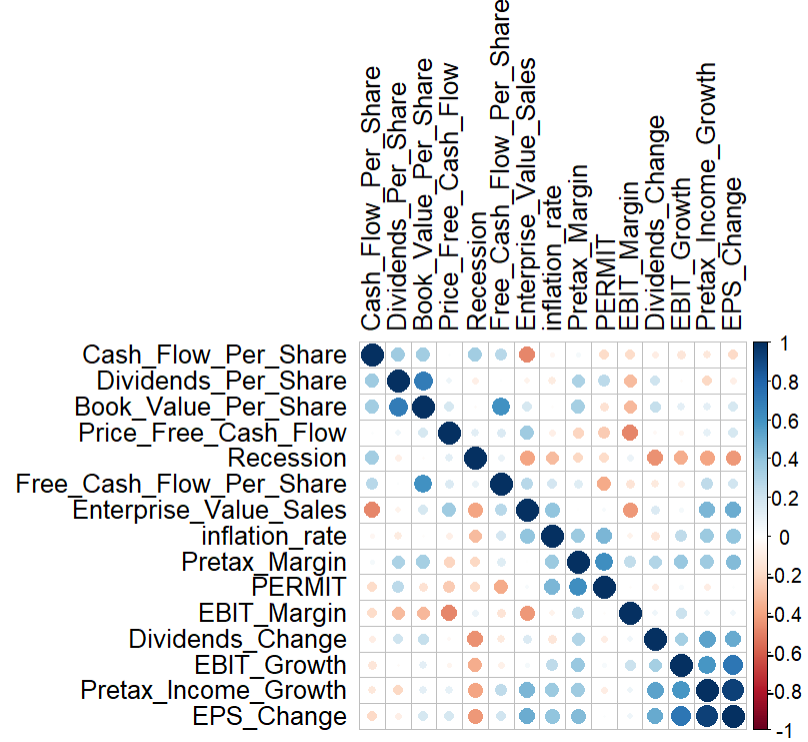 Cash_Flow_Per_Share
Dividends_Per_Share
Book_Value_Per_Share
Price_Free_Cash_Flow
Recession
Free_Cash_Flow_Per_Share
Enterprise_Value_Sales
inflation_rate
Pretax_Margin
PERMIT
EBIT_Margin
Dividends_Change
EBIT_Growth
Pretax_Income_Growth
EPS_Change
Cash_Flow_Per_Share
Dividends_Per_Share
Book_Value_Per_Share
Price_Free_Cash_Flow
Recession
Free_Cash_Flow_Per_Share
Enterprise_Value_Sales
inflation_rate
Pretax_Margin
PERMIT
EBIT_Margin
Dividends_Change
EBIT_Growth
Pretax_Income_Growth
EPS_Change
1
0.8
0.6
0.4
0.2
0
-0.2
-0.4
-0.6
-0.8
-1